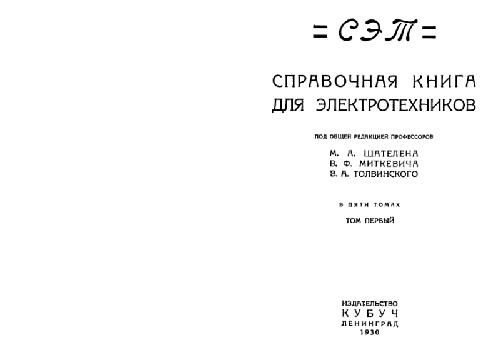 = СЭТ =
СПРАВОЧНАЯ КНИГА
ДЛЯ ЭЛЕКТРОТЕХНИКОВ
ПОД ОБЩЕЙ РЕДАКЦИЕЙ ПРОФЕССОРОВ
М. А. ШАТЕЛЕНА
В. Ф. МИТКЕВИЧА
В. А. ТОЛВИНСКОГО
В ПЯТИ ТОМАХ
ТОМ ПЕРВЫЙ
ИЗДАТЕЛЬСТВО
КУБУЧ
ЛЕНИНГРАД
1930